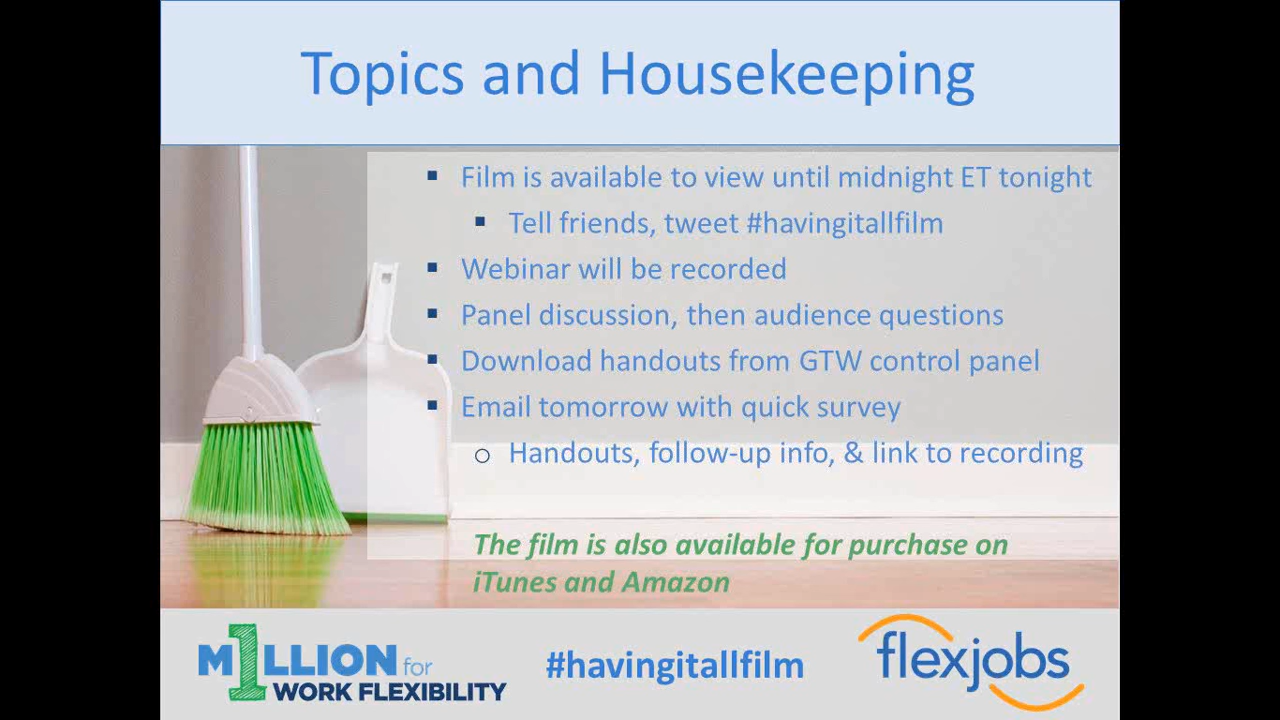 Topics and Housekeeping
Film is available to view until midnight ET tonight
Tell friends, tweet #havingitallfilm
Webinar will be recorded
Panel discussion, then audience questions
Download handouts from GTW control panel
Email tomorrow with quick survey
Handouts, follow-up info, & link to recording
The film is also available for purchase on
iTunes and Amazon
M1LLION for
WORK FLEXIBILITY
#havingitallfilm
flexjobs